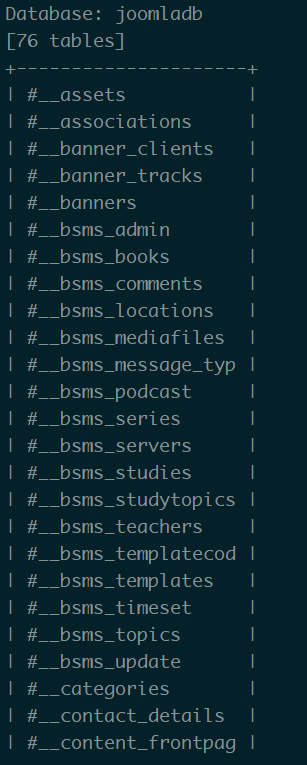 Database: joomladb
[76 tables]
+---------------------+
| #__assets           |
| #__associations     |
| #__banner_clients   |
| #__banner_tracks    |
| #__banners          |
| #__bsms_admin       |
| #__bsms_books       |
| #__bsms_comments    |
| #__bsms_locations   |
| #__bsms_mediafiles  |
| #__bsms_message_typ |
| #__bsms_podcast     |
| #__bsms_series      |
| #__bsms_servers     |
| #__bsms_studies     |
| #__bsms_studytopics |
| #__bsms_teachers    |
| #__bsms_templatecod |
| #__bsms_templates   |
| #__bsms_timeset     |
| #__bsms_topics      |
| #__bsms_update      |
| #__categories       |
| #__contact_details  |
| #__content_frontpag |